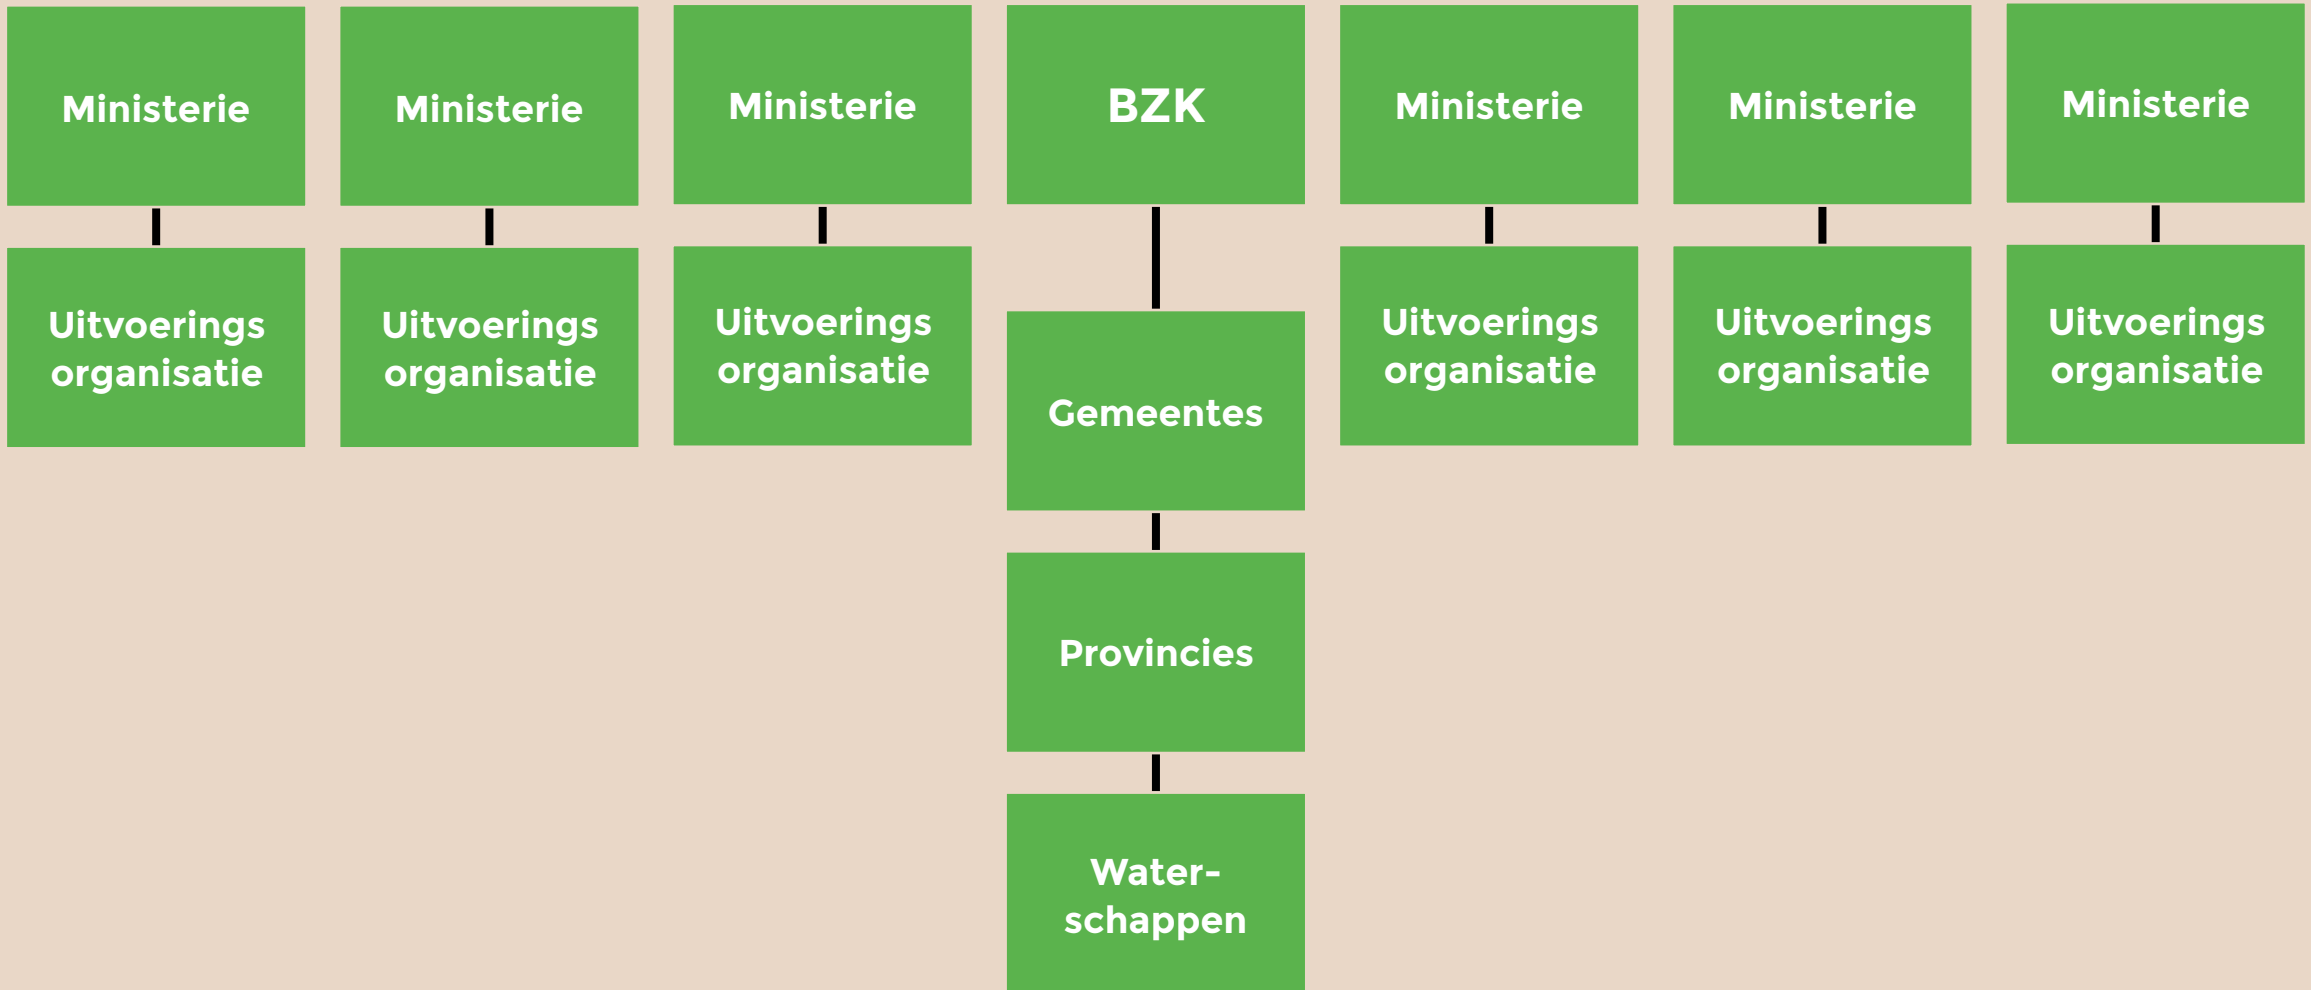 Ministerie
Ministerie
Ministerie
BZK
Ministerie
Ministerie
Ministerie
Uitvoerings
organisatie
Uitvoerings
organisatie
Uitvoerings
organisatie
Uitvoerings
organisatie
Uitvoerings
organisatie
Uitvoerings
organisatie
Gemeentes
Provincies
Water-
schappen